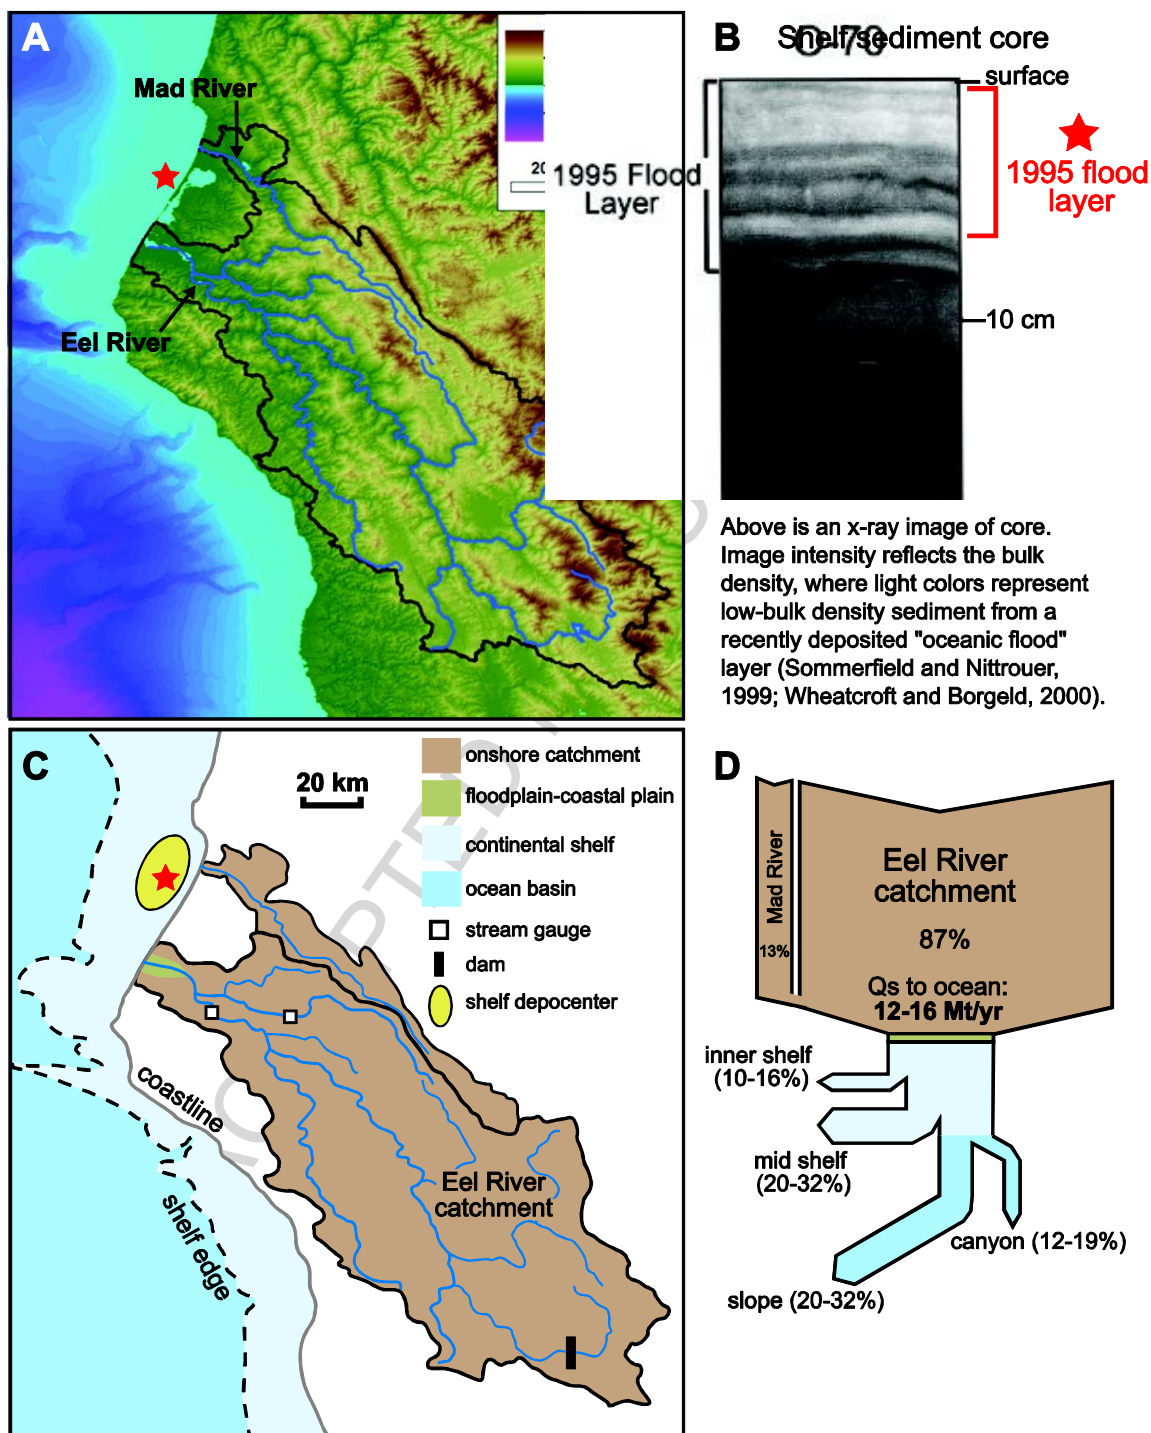 A
Mad River
Eel River
20
B
Shelf sediment core
surface
1995 Flood
Layer
1995 flood
layer
10 cm
Above is an x-ray image of core.
Image intensity reflects the bulk
density, where light colors represent
low-bulk density sediment from a
recently deposited "oceanic flood"
layer (Sommerfield and Nittrouer,
1999; Wheatcroft and Borgeld, 2000).
C
20 km
onshore catchment
floodplain-coastal plain
continental shelf
ocean basin
stream gauge
dam
shelf depocenter
coastline
shelf edge
Eel River
catchment
D
Mad River
13%
Eel River
catchment
87%
Qs to ocean:
12-16 Mt/yr
inner shelf
(10-16%)
mid shelf
(20-32%)
canyon (12-19%)
slope (20-32%)